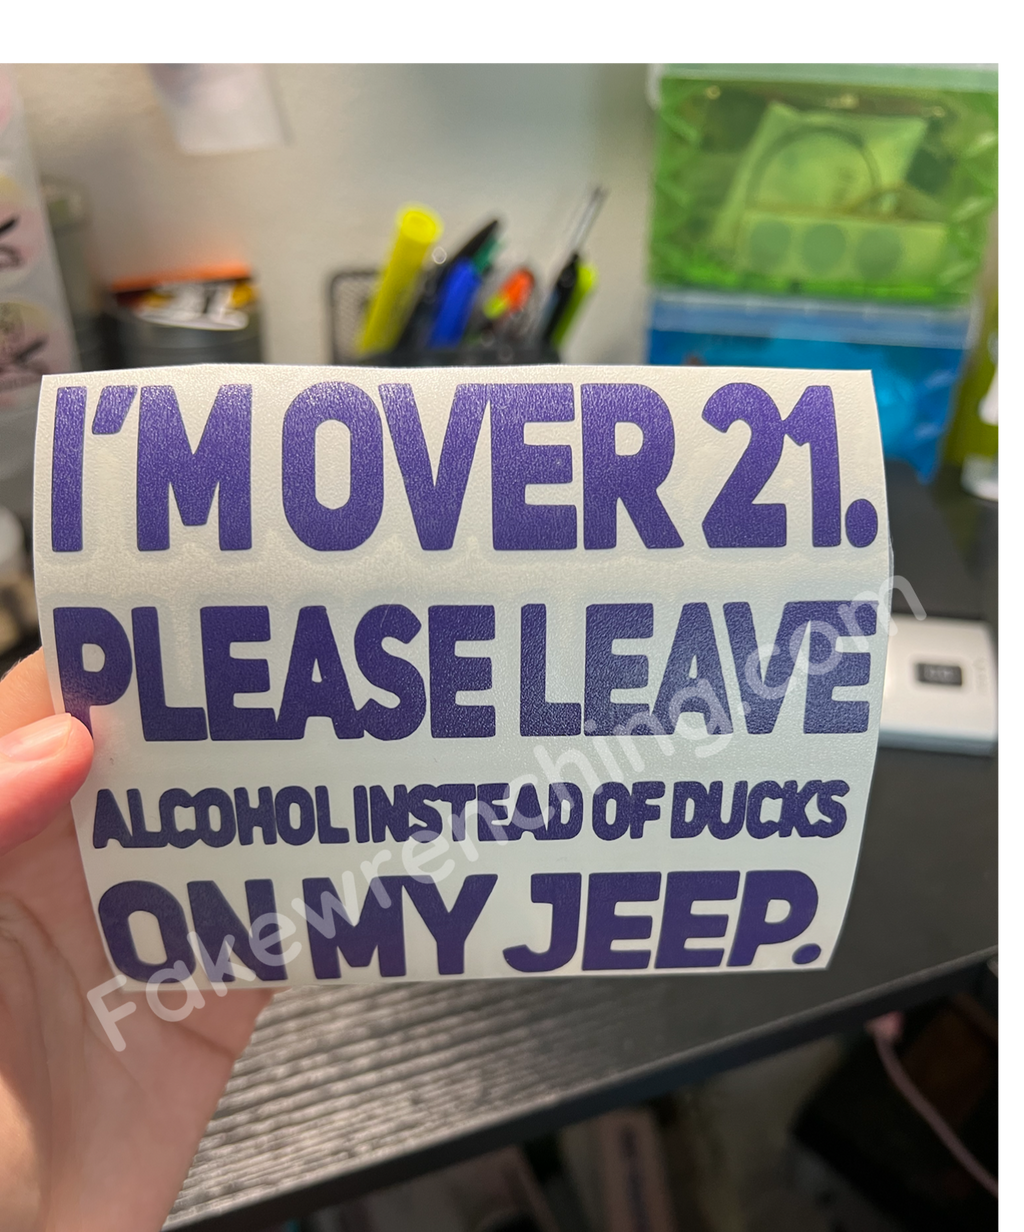 I'M OVER 21.
PLEASE LEAVE
ALCOHOL INSTEAD OF DUCKS
ON MY JEEP.
Fakewrenching.com